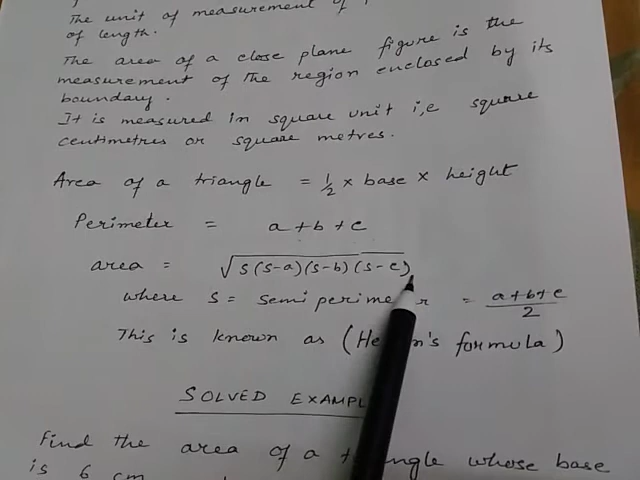 The unit of measurement of
of length.
The area of a close plane figure is the
measurement of the region enclosed by its
boundary.
It is measured in square unit i,e square
centimetres or square metres.
Area of a triangle = 1/2 x base x height
Perimeter = a+b+c
area = √s(s-a)(s-b)(s-c)
where s = semi perime r = a+b+c/2
This is known as (He n's formula)
SOLVED EXAMPL
Find the area of a t ngle whose base
is 6 cm